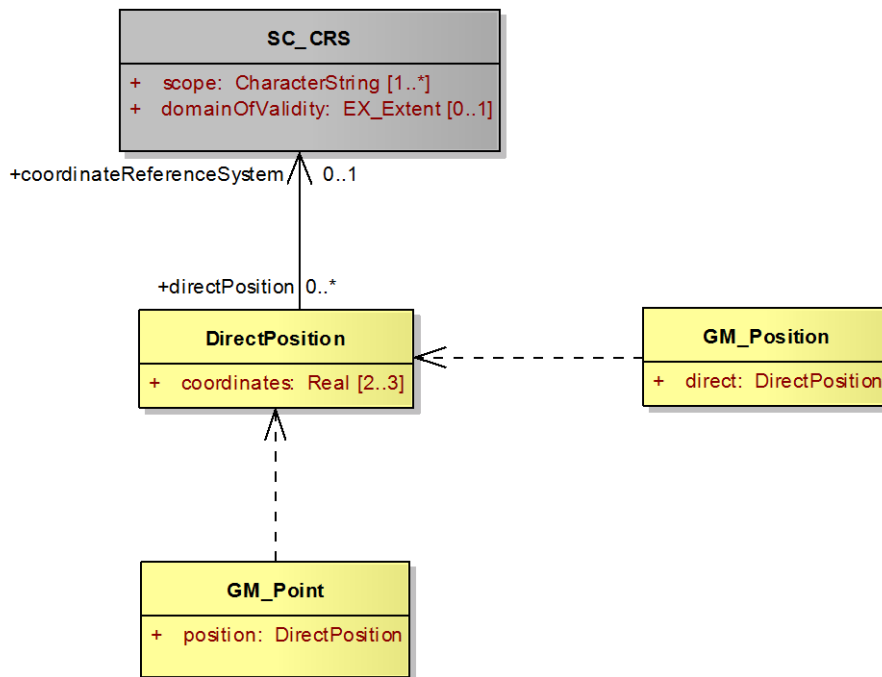 SC_CRS
+ scope: CharacterString [1..*]
+ domainOfValidity: EX_Extent [0..1]
+coordinateReferenceSystem 0..1
+directPosition 0..*
DirectPosition
+ coordinates: Real [2..3]
GM_Position
+ direct: DirectPosition
GM_Point
+ position: DirectPosition